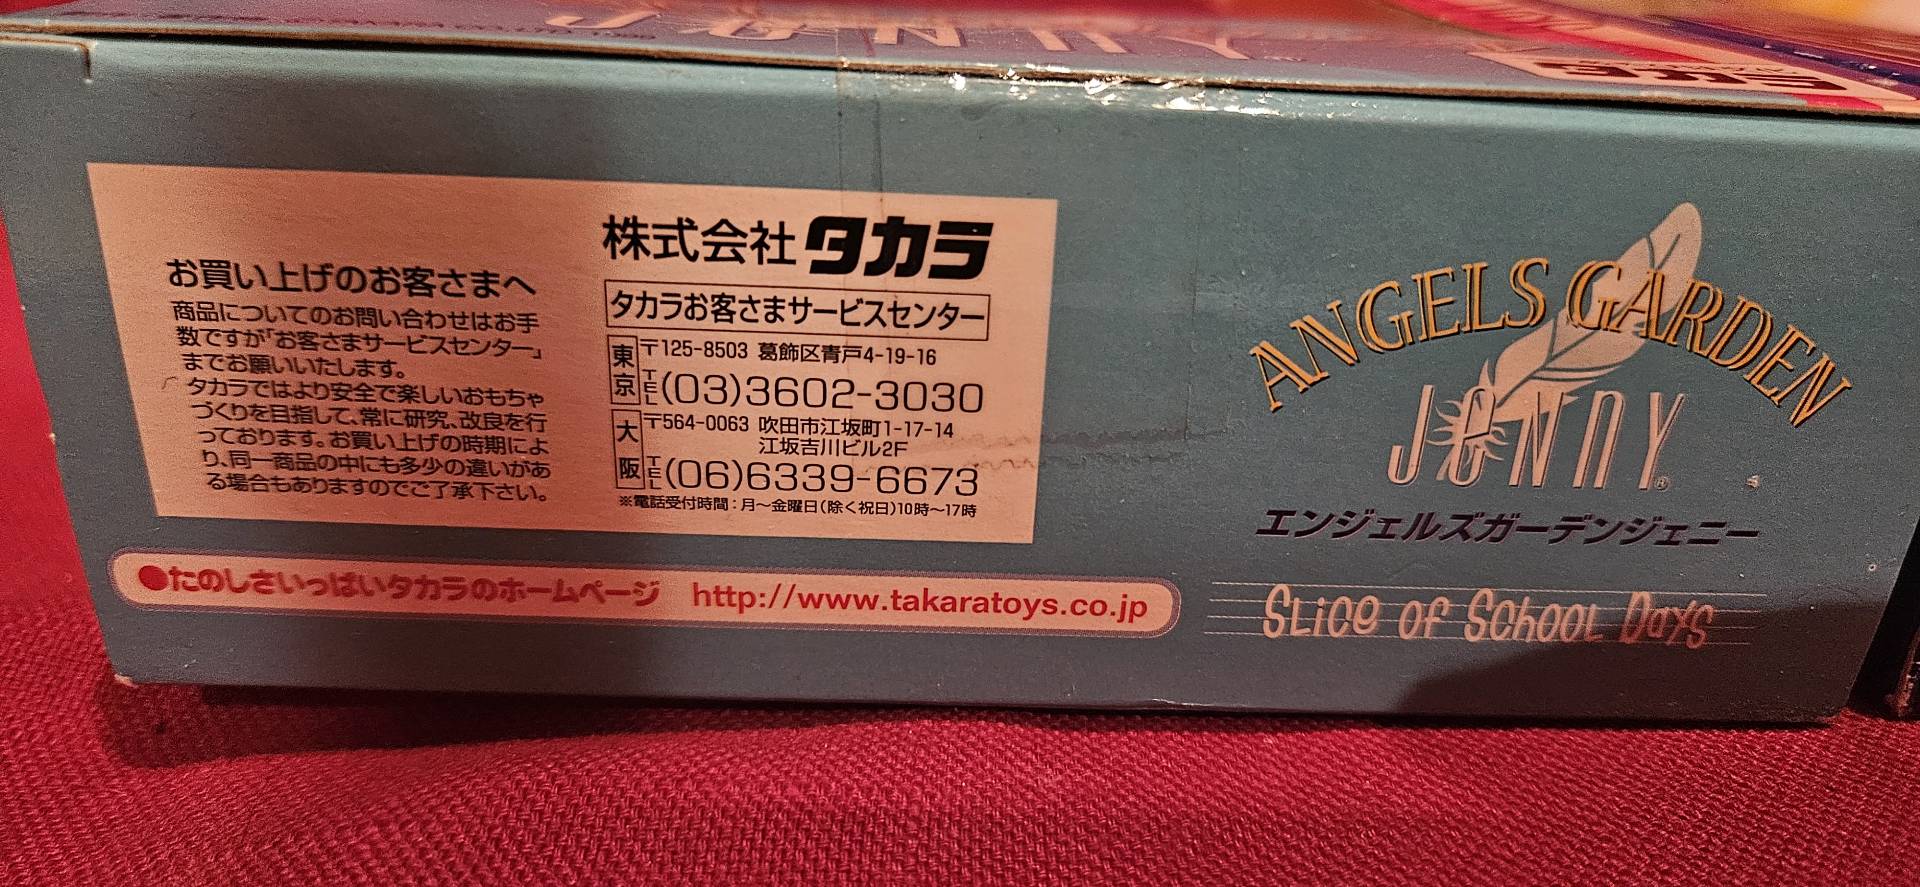 JENNY
タカラ
お買い上げのお客さまへ
商品についてのお問い合わせはお手
数ですが「お客さまサービスセンター」
までお願いいたします。
タカラではより安全で楽しいおもちゃ
づくりを目指して、常に研究、改良を行
っております。お買い上げの時期によ
り、同一商品の中にも多少の違いがあ
る場合もありますのでご了承下さい。
株式会社タカラ
タカラお客さまサービスセンター
東京
〒125-8503 葛飾区青戸4-19-16
TEL(03)3602-3030
大阪
〒564-0063 吹田市江坂町1-17-14
江坂吉川ビル2F
TEL(06)6339-6673
※電話受付時間：月～金曜日(除く祝日)10時～17時
●たのしさいっぱいタカラのホームページ http://www.takaratoys.co.jp
ANGELS GARDEN
JENNY®
エンジェルズガーデンジェニー
Slice of School Days